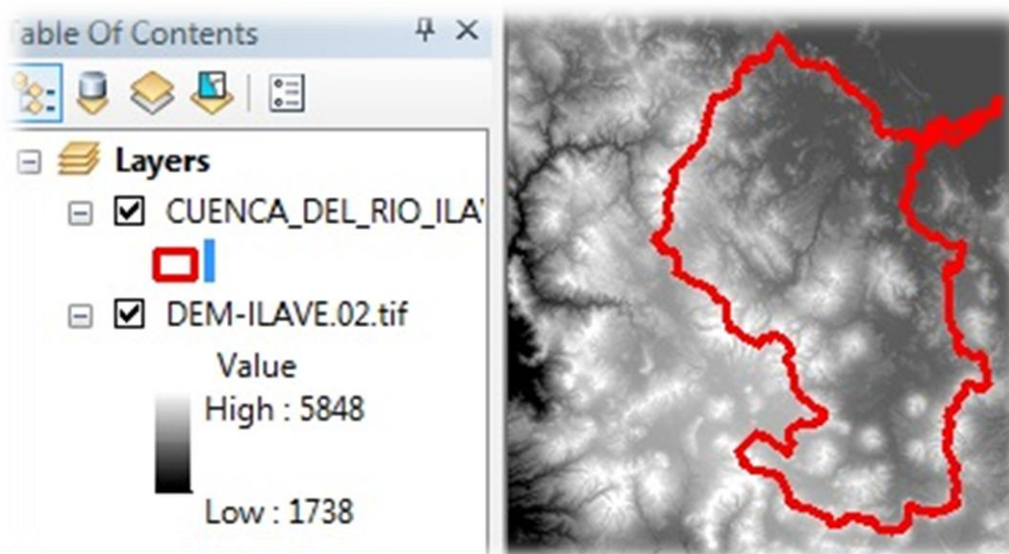 able Of Contents
Layers
CUENCA_DEL_RIO_ILA
DEM-ILAVE.02.tif
Value
High : 5848
Low : 1738